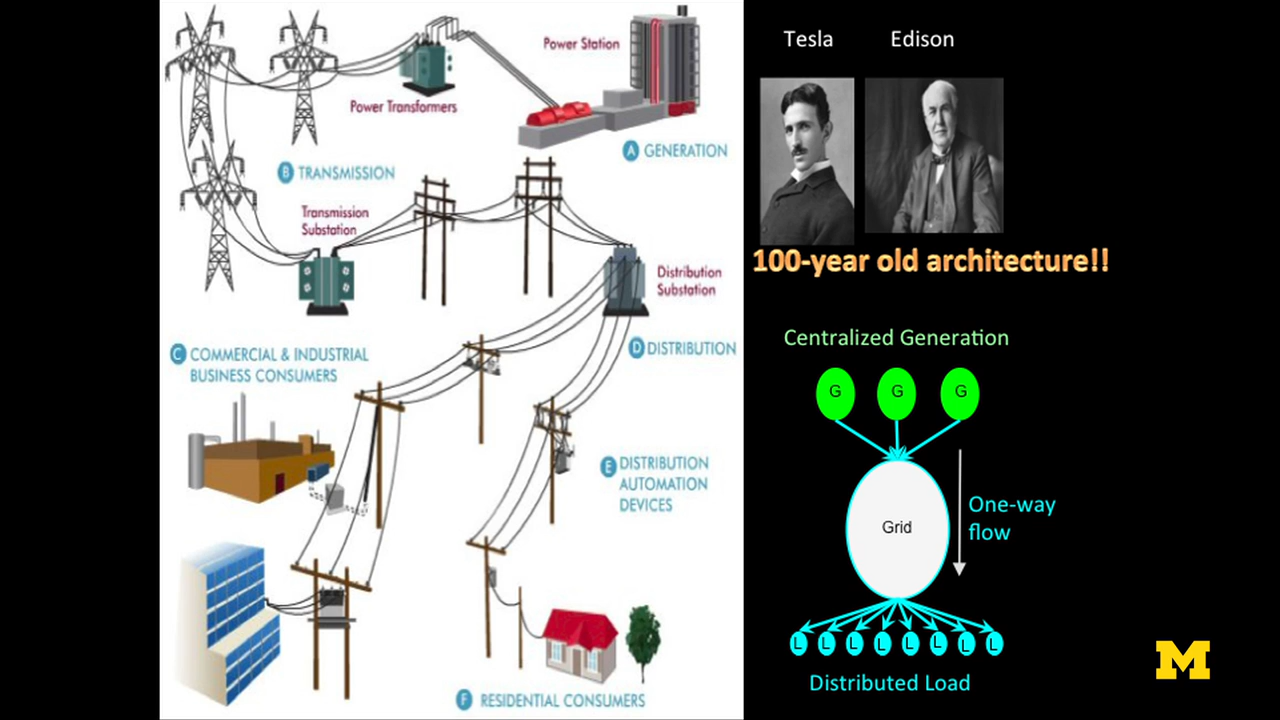 Power Station
Power Transformers
A GENERATION
B TRANSMISSION
Transmission
Substation
Distribution
Substation
C COMMERCIAL & INDUSTRIAL
BUSINESS CONSUMERS
D DISTRIBUTION
E DISTRIBUTION
AUTOMATION
DEVICES
F RESIDENTIAL CONSUMERS
Tesla Edison
100-year old architecture!!
Centralized Generation
G G G
Grid
One-way
flow
L L L L L L L L
Distributed Load
M